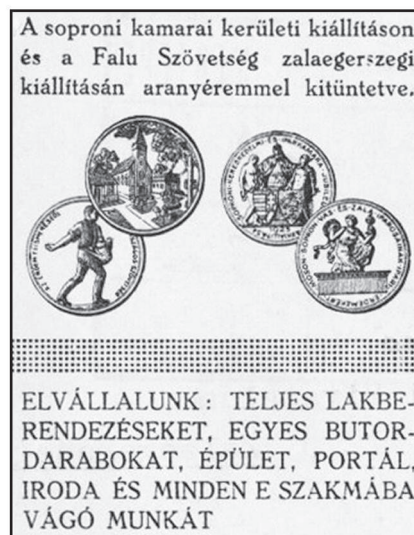 A soproni kamarai kerületi kiállításon
és a Falu Szövetség zalaegerszegi
kiállításán aranyéremmel kitüntetve.
1925
ELVÁLLALUNK: TELJES LAKBE-
RENDEZÉSEKET, EGYES BUTOR-
DARABOKAT, ÉPÜLET, PORTÁL,
IRODA ÉS MINDEN E SZAKMÁBA
VÁGÓ MUNKÁT